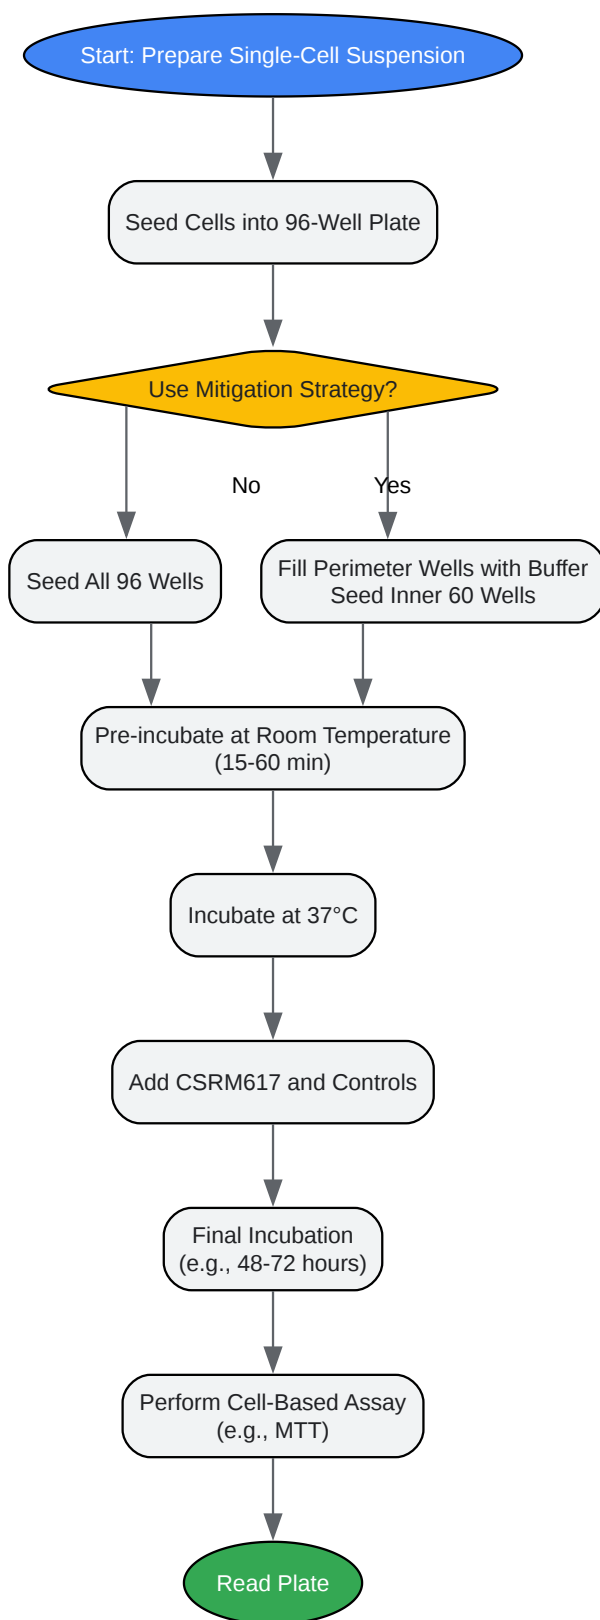 Start: Prepare Single-Cell Suspension
Seed Cells into 96-Well Plate
Use Mitigation Strategy?
No
Yes
Seed All 96 Wells
Fill Perimeter Wells with Buffer
Seed Inner 60 Wells
Pre-incubate at Room Temperature
(15-60 min)
Incubate at 37°C
Add CSRM617 and Controls
Final Incubation
(e.g., 48-72 hours)
Perform Cell-Based Assay
(e.g., MTT)
Read Plate